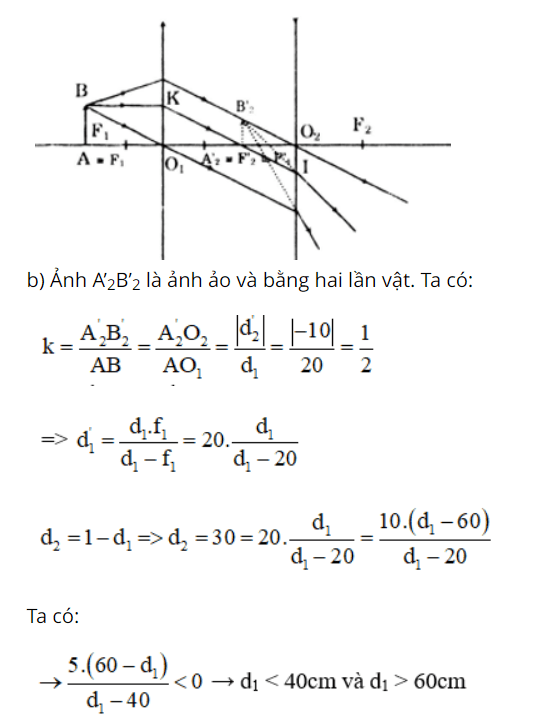 B
K
B'₂
F₁
O₂
F₂
A ≡ F₁
O₁
A'₂ ≡ F'₂
F'₁
I
b) Ảnh A'₂B'₂ là ảnh ảo và bằng hai lần vật. Ta có:
k = A'₂B'₂/AB = A'₂O₂/AO₁ = |d'₂|/d₁ = |−10|/20 = 1/2
=> d'₁ = d₁.f₁/(d₁ − f₁) = 20. d₁/(d₁ − 20)
d₂ = 1 − d₁ => d₂ = 30 = 20. d₁/(d₁ − 20) = 10.(d₁ − 60)/(d₁ − 20)
Ta có:
→ 5.(60 − d₁)/(d₁ − 40) < 0 → d₁ < 40cm và d₁ > 60cm